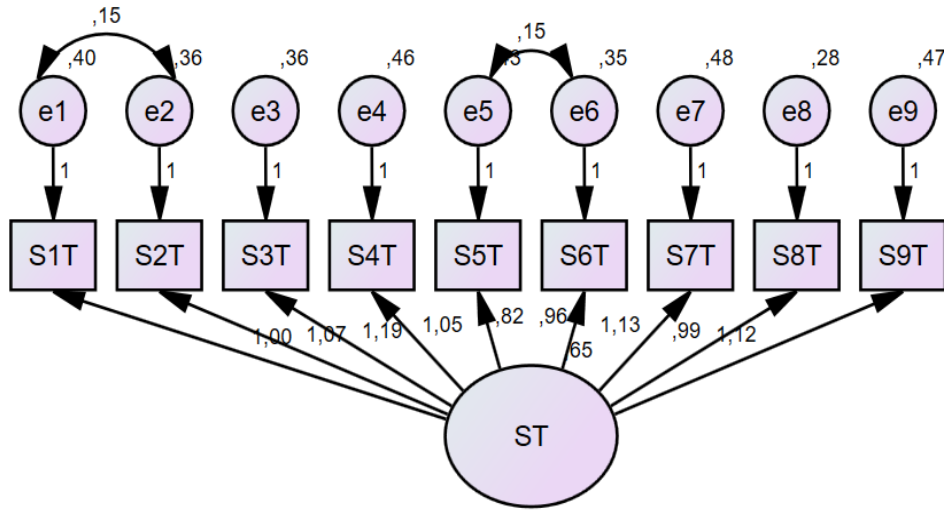 ,15 ,15
,40 ,36 ,36 ,46 ,35 ,48 ,28 ,47
e1 e2 e3 e4 e5 e6 e7 e8 e9
1 1 1 1 1 1 1 1 1
S1T S2T S3T S4T S5T S6T S7T S8T S9T
1,00 1,07 1,19 1,05 ,82 ,96 1,13 ,99 1,12
65
ST